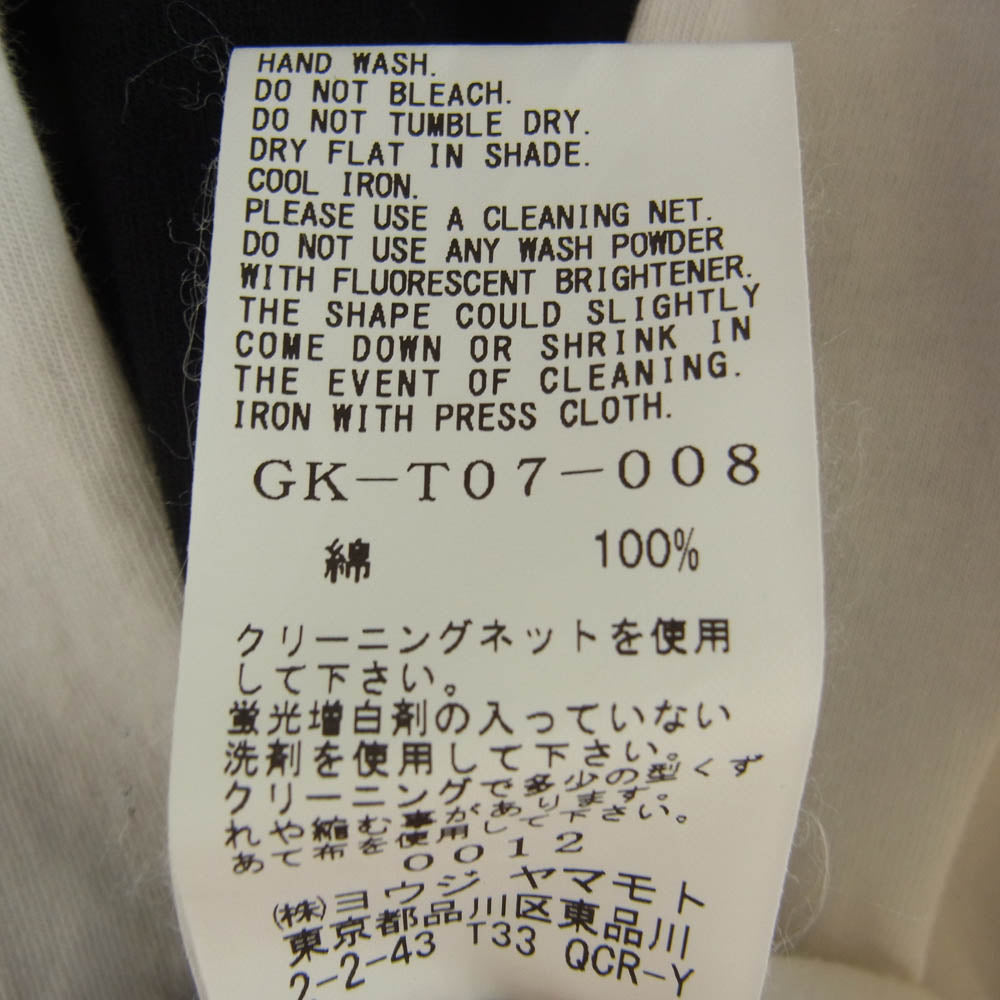 HAND WASH.
DO NOT BLEACH.
DO NOT TUMBLE DRY.
DRY FLAT IN SHADE.
COOL IRON.
PLEASE USE A CLEANING NET.
DO NOT USE ANY WASH POWDER
WITH FLUORESCENT BRIGHTENER.
THE SHAPE COULD SLIGHTLY
COME DOWN OR SHRINK IN
THE EVENT OF CLEANING.
IRON WITH PRESS CLOTH.
GK-T07-008
綿 100%
クリーニングネットを使用
して下さい。
蛍光増白剤の入っていない
洗剤を使用して下さい。
クリーニングで多少の型くず
れや縮む事があります。
あて布を使用して下さい。
0012
(株)ヨウジ ヤマモト
東京都品川区東品川
2-2-43 T33 QCR-Y